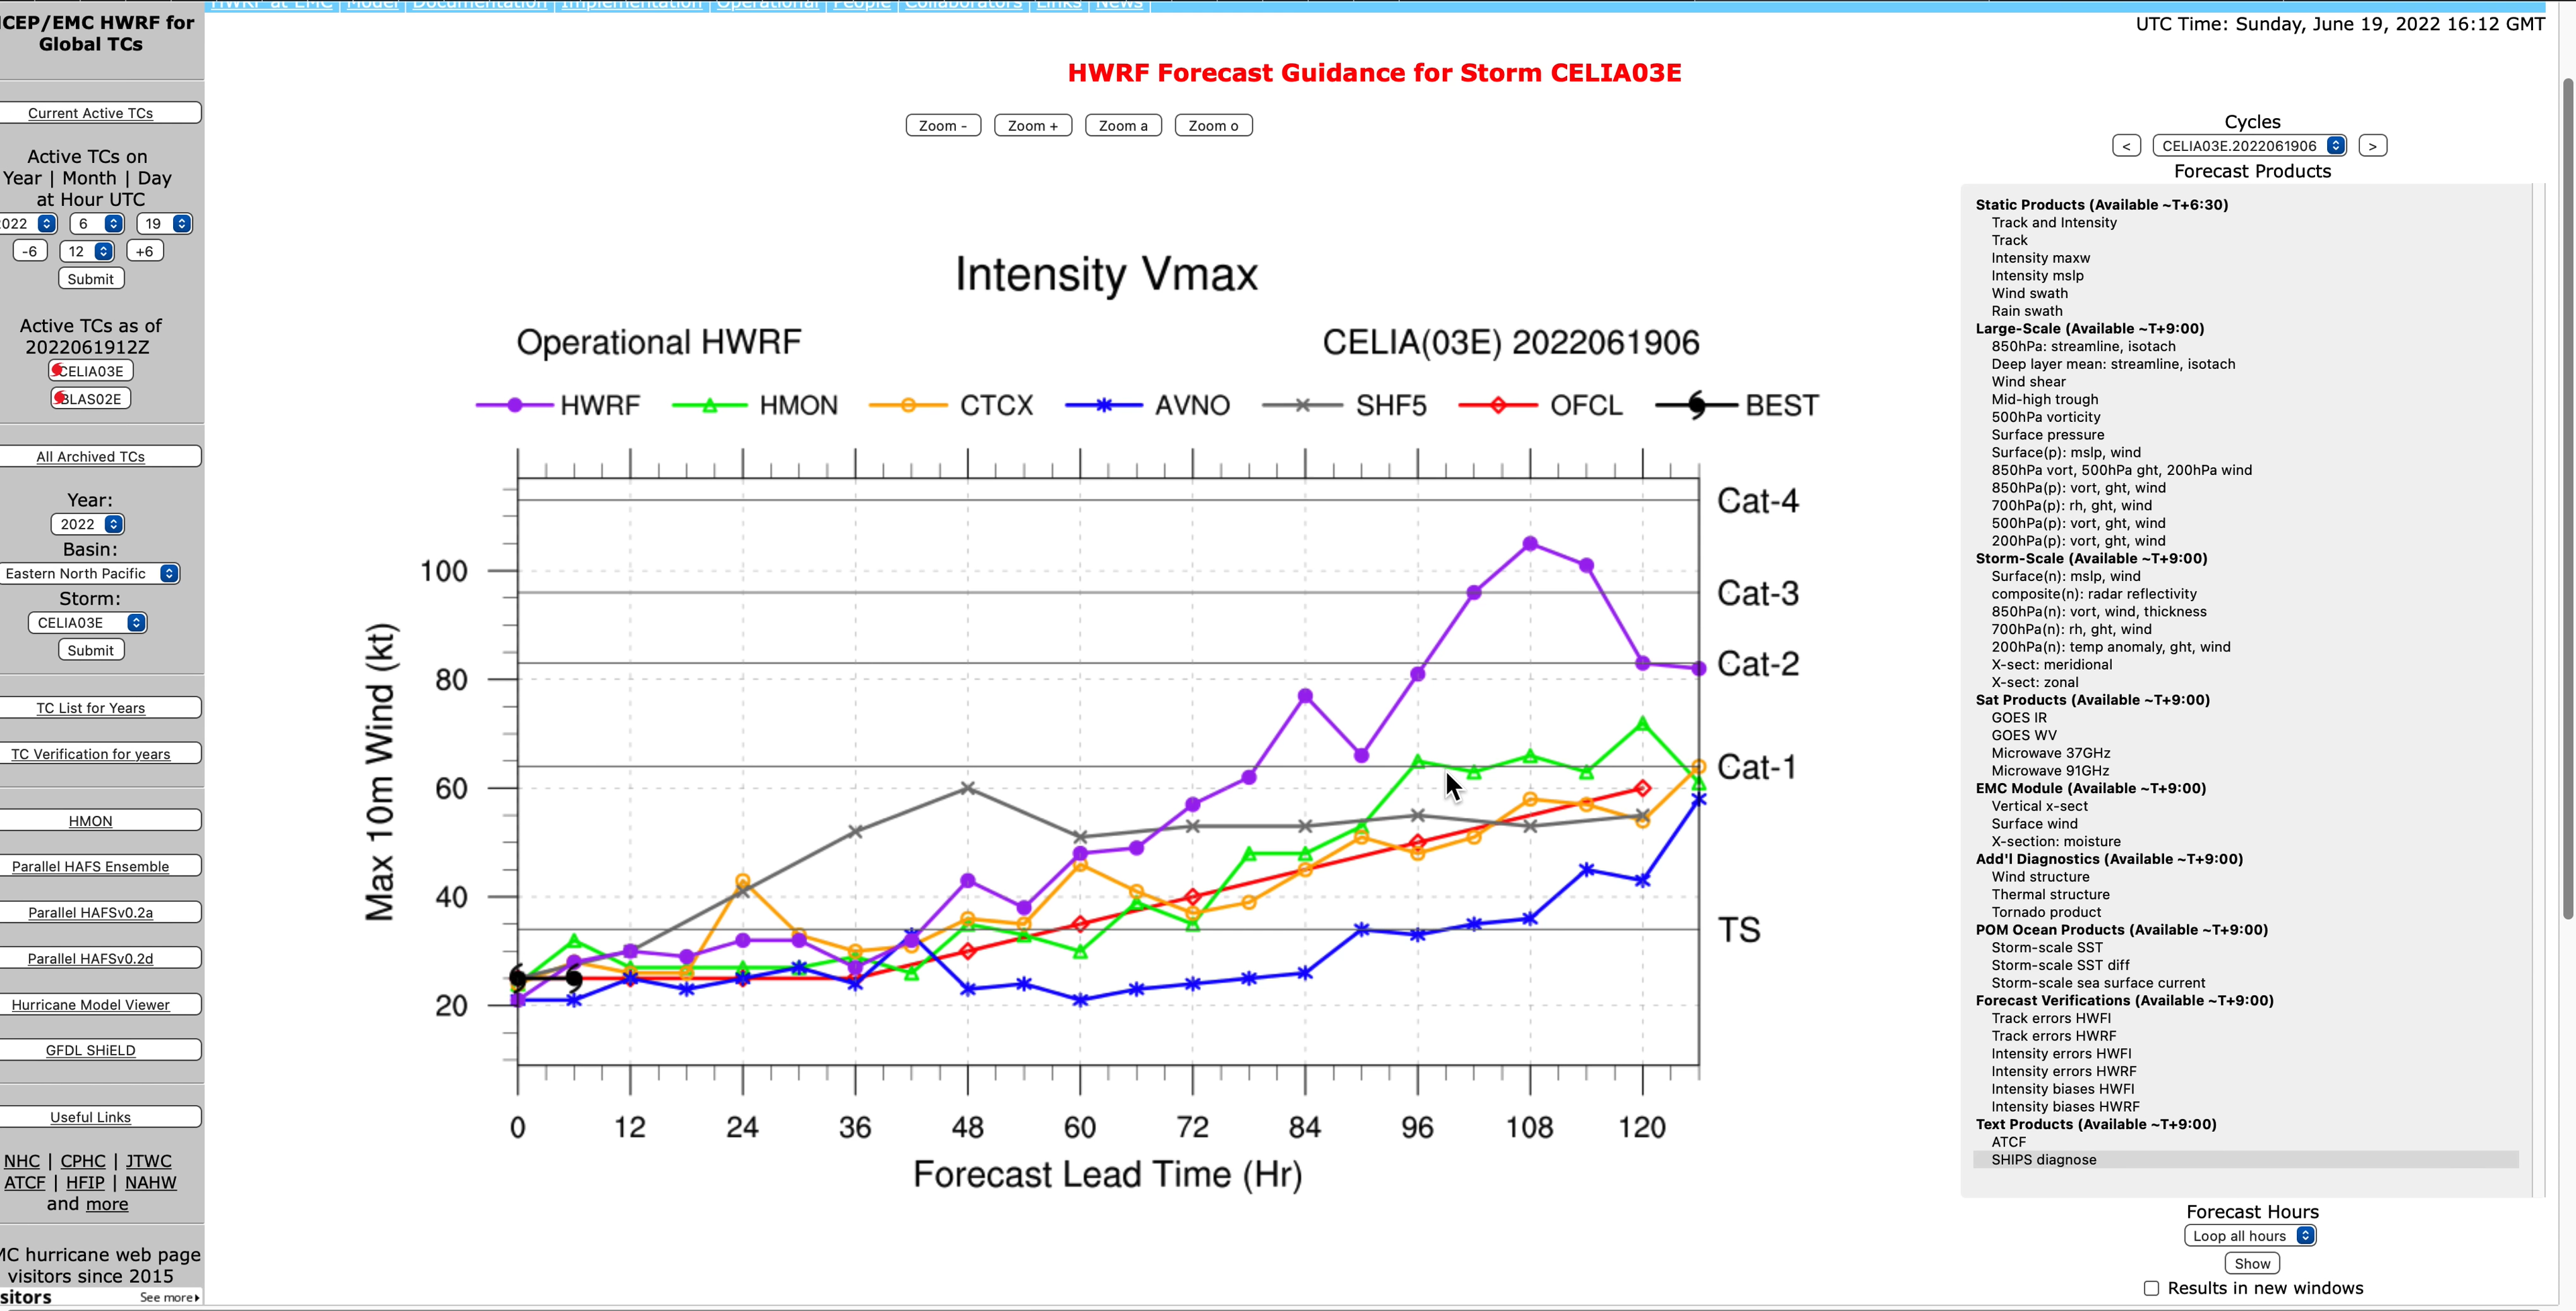 HWRF at EMC | Model | Documentation | Implementation | Operational | People | Collaborators | Links | News |
UTC Time: Sunday, June 19, 2022 16:12 GMT
CEP/EMC HWRF for
Global TCs
Current Active TCs
Active TCs on
Year | Month | Day
at Hour UTC
022 6 19
-6 12 +6
Submit
Active TCs as of
2022061912Z
CELIA03E
BLAS02E
All Archived TCs
Year:
2022
Basin:
Eastern North Pacific
Storm:
CELIA03E
Submit
TC List for Years
TC Verification for years
HMON
Parallel HAFS Ensemble
Parallel HAFSv0.2a
Parallel HAFSv0.2d
Hurricane Model Viewer
GFDL SHiELD
Useful Links
NHC | CPHC | JTWC
ATCF | HFIP | NAHW
and more
MC hurricane web page
visitors since 2015
sitors See more
HWRF Forecast Guidance for Storm CELIA03E
Zoom - Zoom + Zoom a Zoom o
Intensity Vmax
Operational HWRF CELIA(03E) 2022061906
HWRF HMON CTCX AVNO SHF5 OFCL BEST
Max 10m Wind (kt)
100
80
60
40
20
Cat-4
Cat-3
Cat-2
Cat-1
TS
0 12 24 36 48 60 72 84 96 108 120
Forecast Lead Time (Hr)
Cycles
< CELIA03E.2022061906 >
Forecast Products
Static Products (Available ~T+6:30)
Track and Intensity
Track
Intensity maxw
Intensity mslp
Wind swath
Rain swath
Large-Scale (Available ~T+9:00)
850hPa: streamline, isotach
Deep layer mean: streamline, isotach
Wind shear
Mid-high trough
500hPa vorticity
Surface pressure
Surface(p): mslp, wind
850hPa vort, 500hPa ght, 200hPa wind
850hPa(p): vort, ght, wind
700hPa(p): rh, ght, wind
500hPa(p): vort, ght, wind
200hPa(p): vort, ght, wind
Storm-Scale (Available ~T+9:00)
Surface(n): mslp, wind
composite(n): radar reflectivity
850hPa(n): vort, wind, thickness
700hPa(n): rh, ght, wind
200hPa(n): temp anomaly, ght, wind
X-sect: meridional
X-sect: zonal
Sat Products (Available ~T+9:00)
GOES IR
GOES WV
Microwave 37GHz
Microwave 91GHz
EMC Module (Available ~T+9:00)
Vertical x-sect
Surface wind
X-section: moisture
Add'l Diagnostics (Available ~T+9:00)
Wind structure
Thermal structure
Tornado product
POM Ocean Products (Available ~T+9:00)
Storm-scale SST
Storm-scale SST diff
Storm-scale sea surface current
Forecast Verifications (Available ~T+9:00)
Track errors HWFI
Track errors HWRF
Intensity errors HWFI
Intensity errors HWRF
Intensity biases HWFI
Intensity biases HWRF
Text Products (Available ~T+9:00)
ATCF
SHIPS diagnose
Forecast Hours
Loop all hours
Show
Results in new windows